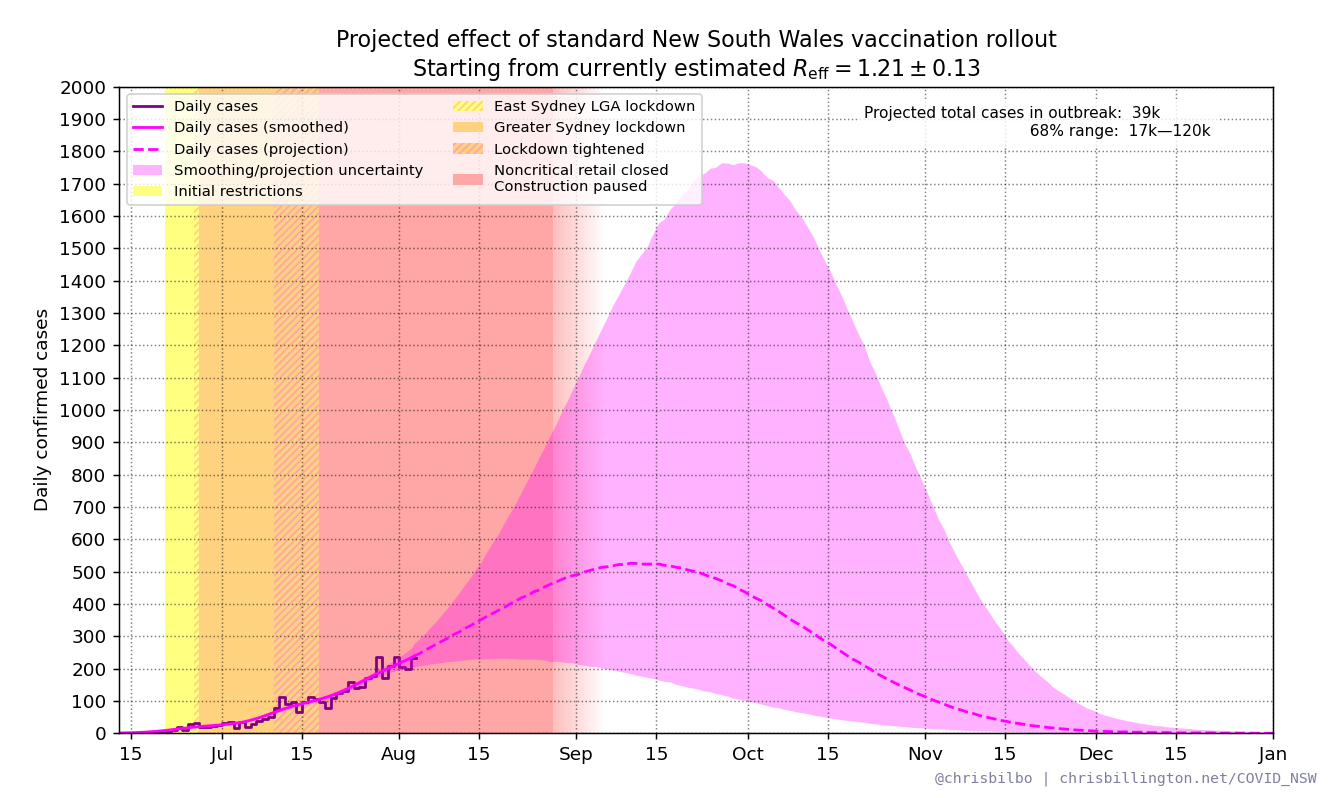 Projected effect of standard New South Wales vaccination rollout
Starting from currently estimated R_eff = 1.21 ± 0.13
Daily cases
Daily cases (smoothed)
Daily cases (projection)
Smoothing/projection uncertainty
Initial restrictions
East Sydney LGA lockdown
Greater Sydney lockdown
Lockdown tightened
Noncritical retail closed
Construction paused
Projected total cases in outbreak: 39k
68% range: 17k—120k
Daily confirmed cases
2000
1900
1800
1700
1600
1500
1400
1300
1200
1100
1000
900
800
700
600
500
400
300
200
100
0
15 Jul 15 Aug 15 Sep 15 Oct 15 Nov 15 Dec 15 Jan
@chrisbilbo | chrisbillington.net/COVID_NSW